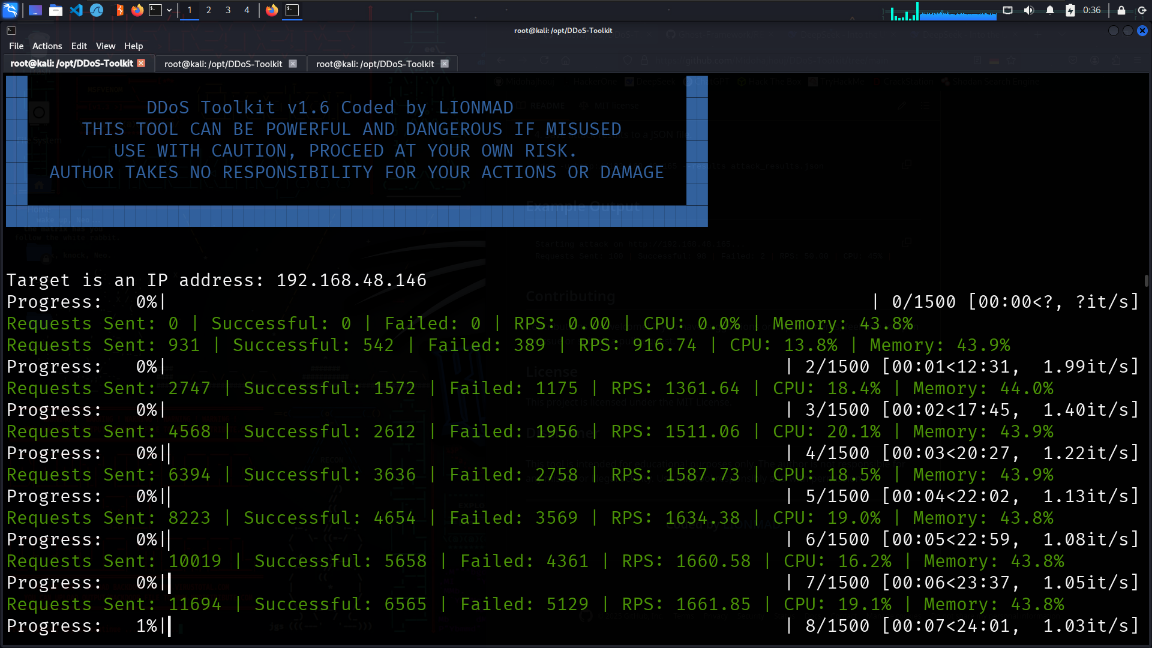 1 2 3 4 0:36
root@kali: /opt/DDoS-Toolkit
File Actions Edit View Help
root@kali: /opt/DDoS-Toolkit root@kali: /opt/DDoS-Toolkit root@kali: /opt/DDoS-Toolkit
DDoS Toolkit v1.6 Coded by LIONMAD
THIS TOOL CAN BE POWERFUL AND DANGEROUS IF MISUSED
USE WITH CAUTION, PROCEED AT YOUR OWN RISK.
AUTHOR TAKES NO RESPONSIBILITY FOR YOUR ACTIONS OR DAMAGE
Example Output
Target is an IP address: 192.168.48.146
Contributing
Progress:   0%| | 0/1500 [00:00<?, ?it/s]
Requests Sent: 0 | Successful: 0 | Failed: 0 | RPS: 0.00 | CPU: 0.0% | Memory: 43.8%
Requests Sent: 931 | Successful: 542 | Failed: 389 | RPS: 916.74 | CPU: 13.8% | Memory: 43.9%
License
Progress:   0%| | 2/1500 [00:01<12:31,  1.99it/s]
Requests Sent: 2747 | Successful: 1572 | Failed: 1175 | RPS: 1361.64 | CPU: 18.4% | Memory: 44.0%
Progress:   0%| | 3/1500 [00:02<17:45,  1.40it/s]
Requests Sent: 4568 | Successful: 2612 | Failed: 1956 | RPS: 1511.06 | CPU: 20.1% | Memory: 43.9%
Progress:   0%| | 4/1500 [00:03<20:27,  1.22it/s]
Requests Sent: 6394 | Successful: 3636 | Failed: 2758 | RPS: 1587.73 | CPU: 18.5% | Memory: 43.9%
Progress:   0%| | 5/1500 [00:04<22:02,  1.13it/s]
Requests Sent: 8223 | Successful: 4654 | Failed: 3569 | RPS: 1634.38 | CPU: 19.0% | Memory: 43.8%
Progress:   0%| | 6/1500 [00:05<22:59,  1.08it/s]
Requests Sent: 10019 | Successful: 5658 | Failed: 4361 | RPS: 1660.58 | CPU: 16.2% | Memory: 43.8%
Progress:   0%| | 7/1500 [00:06<23:37,  1.05it/s]
Requests Sent: 11694 | Successful: 6565 | Failed: 5129 | RPS: 1661.85 | CPU: 19.1% | Memory: 43.8%
Progress:   1%| | 8/1500 [00:07<24:01,  1.03it/s]